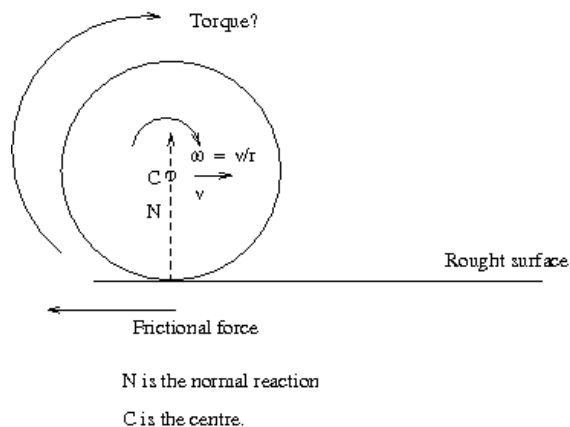 Torque?
ω = v/r
C
v
N
Rought surface
Frictional force
N is the normal reaction
C is the centre.